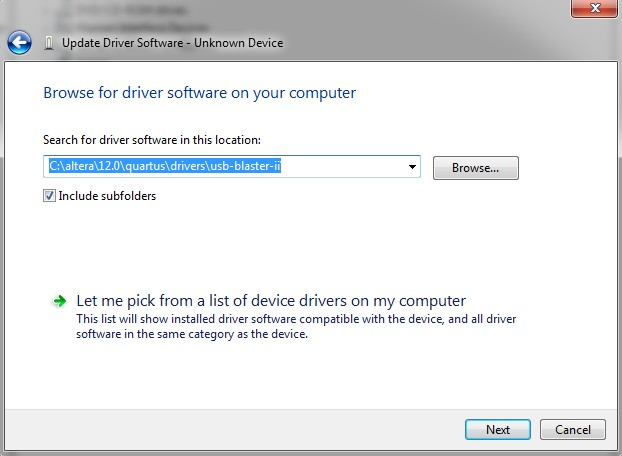 Update Driver Software - Unknown Device
Browse for driver software on your computer
Search for driver software in this location:
C:\altera\12.0\quartus\drivers\usb-blaster-ii
Browse...
Include subfolders
Let me pick from a list of device drivers on my computer
This list will show installed driver software compatible with the device, and all driver
software in the same category as the device.
Next
Cancel